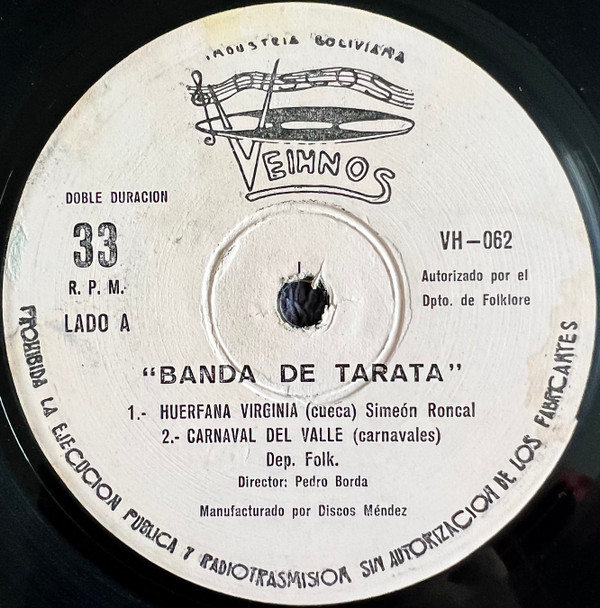 INDUSTRIA BOLIVIANA
VEIHNOS
DOBLE DURACION
33
R. P. M.
LADO A
VH-062
Autorizado por el
Dpto. de Folklore
"BANDA DE TARATA"
1.- HUERFANA VIRGINIA (cueca) Simeón Roncal
2.- CARNAVAL DEL VALLE (carnavales)
Dep. Folk.
Director: Pedro Borda
Manufacturado por Discos Méndez
PROHIBIDA LA EJECUCION PUBLICA Y RADIOTRASMISION SIN AUTORIZACION DE LOS FABRICANTES